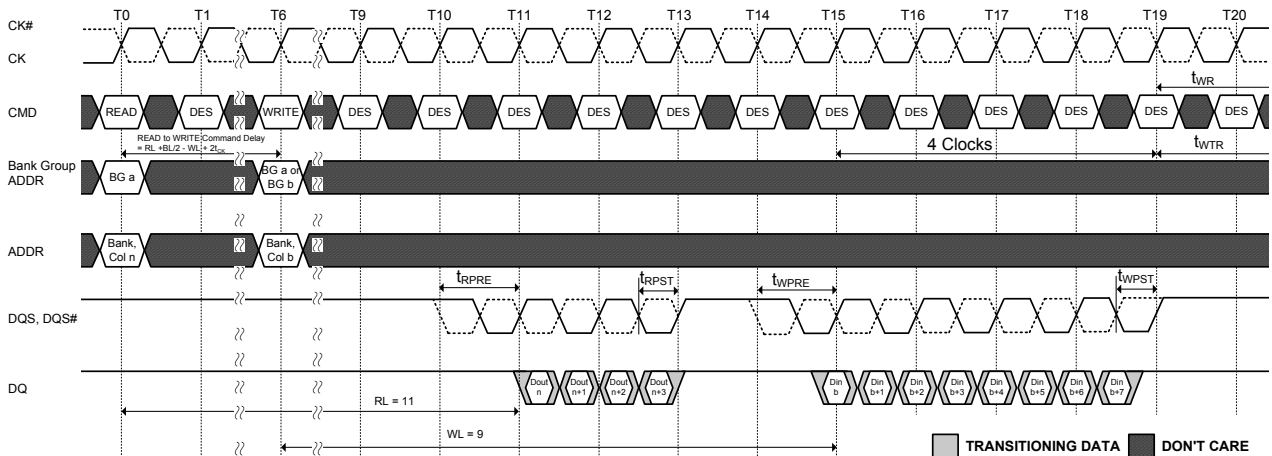 T0 T1 T6 T9 T10 T11 T12 T13 T14 T15 T16 T17 T18 T19 T20
CK#
CK
tWR
CMD READ DES WRITE DES DES DES DES DES DES DES DES DES DES DES DES
READ to WRITE Command Delay
= RL +BL/2 - WL + 2tCK
4 Clocks
tWTR
Bank Group
ADDR
BG a
BG a or
BG b
ADDR
Bank,
Col n
Bank,
Col b
tRPRE tRPST tWPRE tWPST
DQS, DQS#
DQ
Dout
n
Dout
n+1
Dout
n+2
Dout
n+3
Din
b
Din
b+1
Din
b+2
Din
b+3
Din
b+4
Din
b+5
Din
b+6
Din
b+7
RL = 11
WL = 9
TRANSITIONING DATA
DON'T CARE